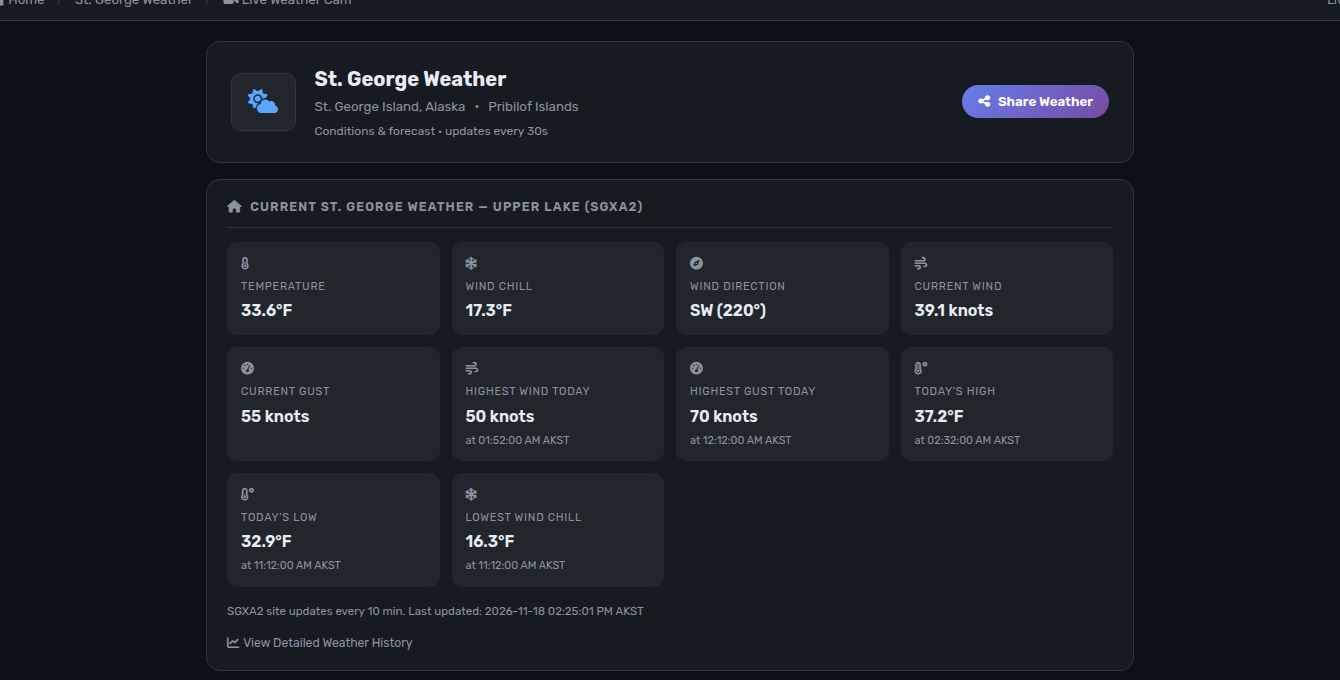 Home / St. George Weather / Live Weather Cam
St. George Weather
St. George Island, Alaska • Pribilof Islands
Conditions & forecast • updates every 30s
Share Weather
CURRENT ST. GEORGE WEATHER — UPPER LAKE (SGXA2)
TEMPERATURE
33.6°F
WIND CHILL
17.3°F
WIND DIRECTION
SW (220°)
CURRENT WIND
39.1 knots
CURRENT GUST
55 knots
HIGHEST WIND TODAY
50 knots
at 01:52:00 AM AKST
HIGHEST GUST TODAY
70 knots
at 12:12:00 AM AKST
TODAY'S HIGH
37.2°F
at 02:32:00 AM AKST
TODAY'S LOW
32.9°F
at 11:12:00 AM AKST
LOWEST WIND CHILL
16.3°F
at 11:12:00 AM AKST
SGXA2 site updates every 10 min. Last updated: 2026-11-18 02:25:01 PM AKST
View Detailed Weather History